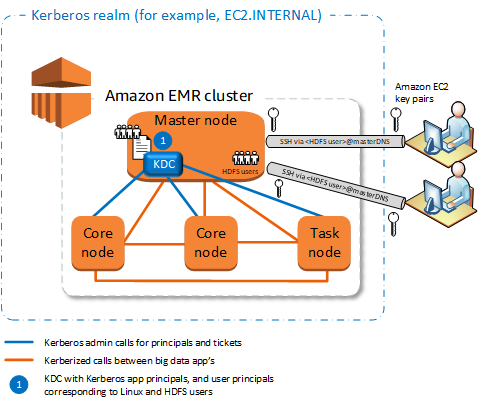 Kerberos realm (for example, EC2.INTERNAL)
Amazon EMR cluster
Amazon EC2
key pairs
Master node
1
KDC
HDFS users
SSH via <HDFS user>@masterDNS
SSH via <HDFS user>@masterDNS
Core
node
Core
node
Task
node
Kerberos admin calls for principals and tickets
Kerberized calls between big data app's
1
KDC with Kerberos app principals, and user principals
corresponding to Linux and HDFS users